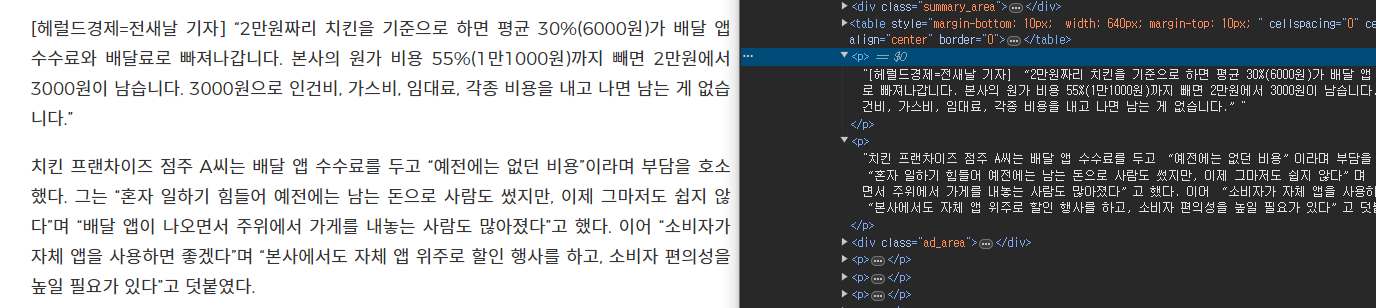 [헤럴드경제=전새날 기자] “2만원짜리 치킨을 기준으로 하면 평균 30%(6000원)가 배달 앱
수수료와 배달료로 빠져나갑니다. 본사의 원가 비용 55%(1만1000원)까지 빼면 2만원에서
3000원이 남습니다. 3000원으로 인건비, 가스비, 임대료, 각종 비용을 내고 나면 남는 게 없습
니다.”
치킨 프랜차이즈 점주 A씨는 배달 앱 수수료를 두고 “예전에는 없던 비용”이라며 부담을 호소
했다. 그는 “혼자 일하기 힘들어 예전에는 남는 돈으로 사람도 썼지만, 이제 그마저도 쉽지 않
다”며 “배달 앱이 나오면서 주위에서 가게를 내놓는 사람도 많아졌다”고 했다. 이어 “소비자가
자체 앱을 사용하면 좋겠다”며 “본사에서도 자체 앱 위주로 할인 행사를 하고, 소비자 편의성을
높일 필요가 있다”고 덧붙였다.
<div class="summary_area">…</div>
<table style="margin-bottom: 10px;  width: 640px; margin-top: 10px; " cellspacing="0" ce
align="center" border="0">…</table>
… <p> == $0
"[헤럴드경제=전새날 기자]  “2만원짜리 치킨을 기준으로 하면 평균 30%(6000원)가 배달 앱
로 빠져나갑니다. 본사의 원가 비용 55%(1만1000원)까지 빼면 2만원에서 3000원이 남습니다.
건비, 가스비, 임대료, 각종 비용을 내고 나면 남는 게 없습니다.” "
</p>
<p>
"치킨 프랜차이즈 점주 A씨는 배달 앱 수수료를 두고  “예전에는 없던 비용”이라며 부담을
“혼자 일하기 힘들어 예전에는 남는 돈으로 사람도 썼지만, 이제 그마저도 쉽지 않다” 며
면서 주위에서 가게를 내놓는 사람도 많아졌다” 고 했다. 이어  “소비자가 자체 앱을 사용하
“본사에서도 자체 앱 위주로 할인 행사를 하고, 소비자 편의성을 높일 필요가 있다” 고 덧
</p>
<div class="ad_area">…</div>
<p>…</p>
<p>…</p>
<p>…</p>